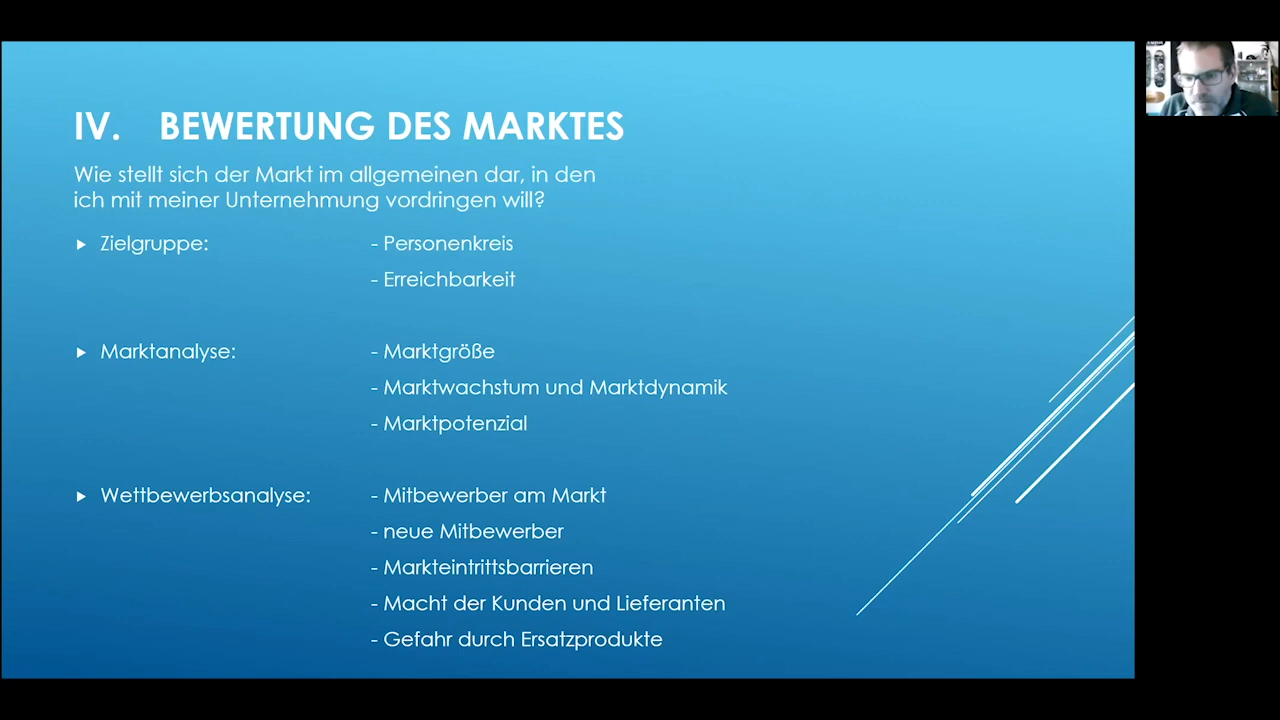 IV. BEWERTUNG DES MARKTES
Wie stellt sich der Markt im allgemeinen dar, in den
ich mit meiner Unternehmung vordringen will?
Zielgruppe: - Personenkreis
- Erreichbarkeit
Marktanalyse: - Marktgröße
- Marktwachstum und Marktdynamik
- Marktpotenzial
Wettbewerbsanalyse: - Mitbewerber am Markt
- neue Mitbewerber
- Markteintrittsbarrieren
- Macht der Kunden und Lieferanten
- Gefahr durch Ersatzprodukte